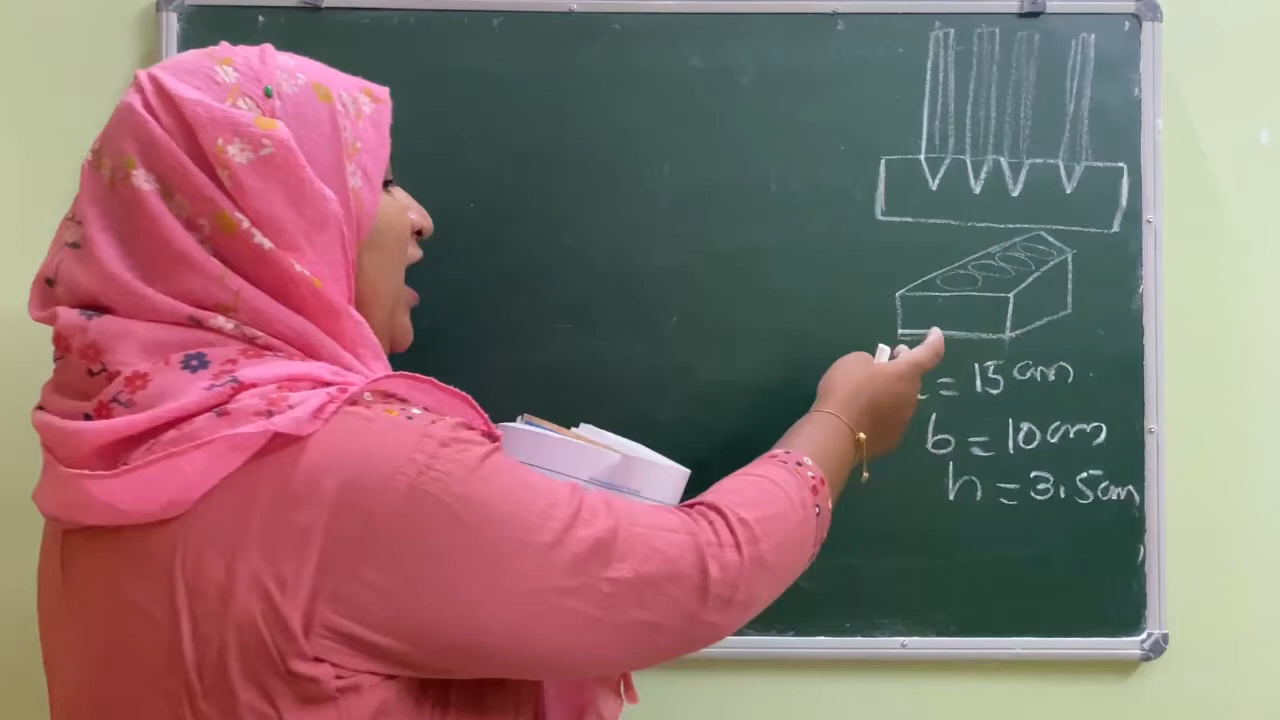 = 15 cm
b = 10 cm
h = 3.5 cm